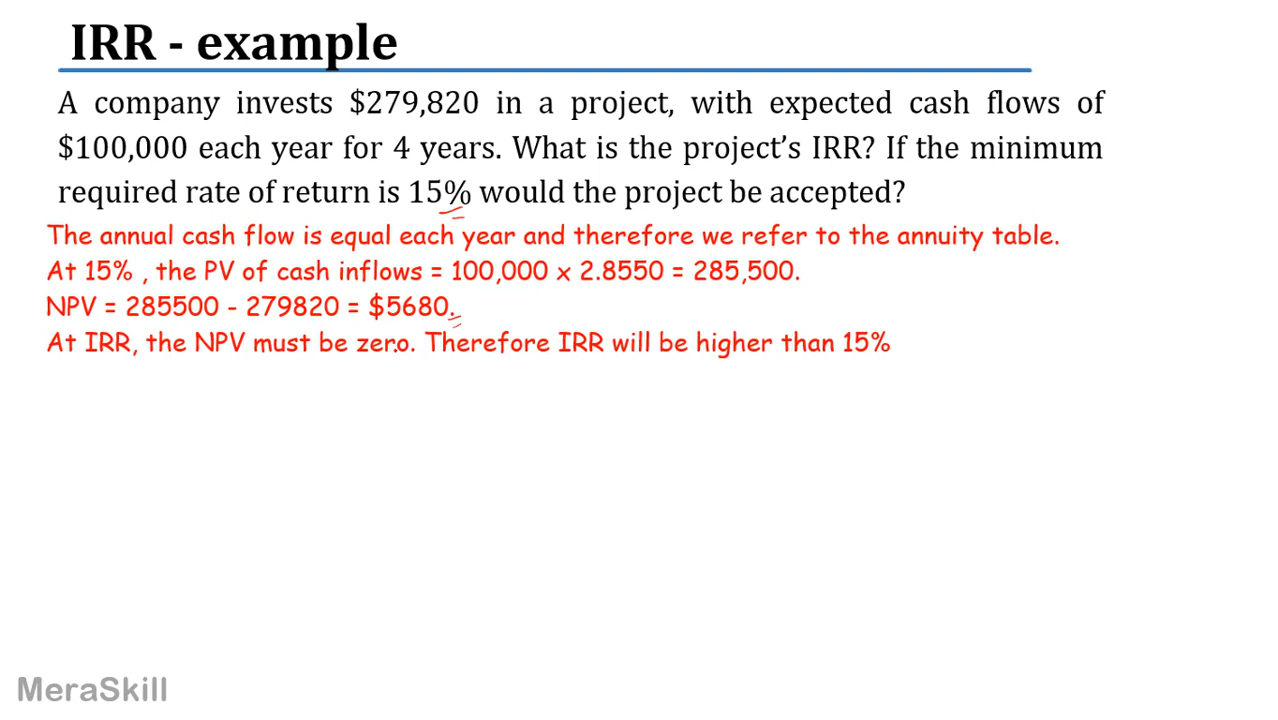 IRR - example
A company invests $279,820 in a project, with expected cash flows of
$100,000 each year for 4 years. What is the project’s IRR? If the minimum
required rate of return is 15% would the project be accepted?
The annual cash flow is equal each year and therefore we refer to the annuity table.
At 15% , the PV of cash inflows = 100,000 x 2.8550 = 285,500.
NPV = 285500 - 279820 = $5680.
At IRR, the NPV must be zero. Therefore IRR will be higher than 15%
MeraSkill